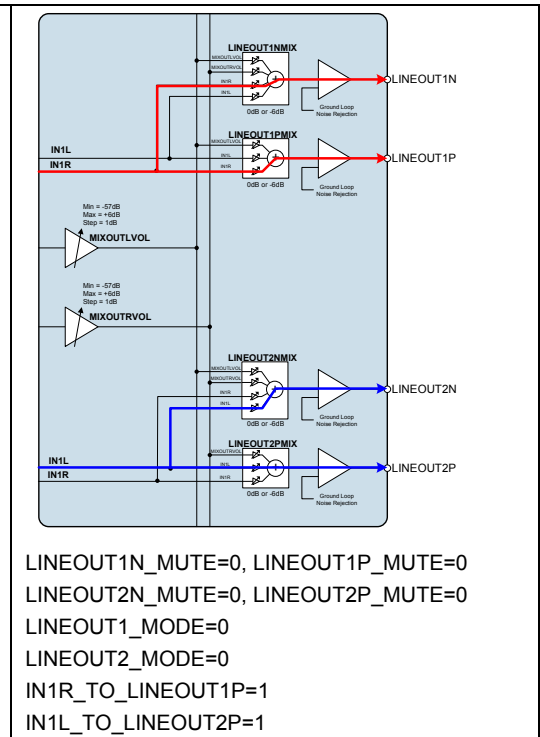 LINEOUT1NMIX
MIXOUTLVOL
MIXOUTRVOL
IN1R
IN1L
LINEOUT1N
0dB or -6dB
Ground Loop
Noise Rejection
LINEOUT1PMIX
MIXOUTLVOL
IN1L
IN1R
LINEOUT1P
IN1L
IN1R
0dB or -6dB
Ground Loop
Noise Rejection
Min = -57dB
Max = +6dB
Step = 1dB
MIXOUTLVOL
Min = -57dB
Max = +6dB
Step = 1dB
MIXOUTRVOL
LINEOUT2NMIX
MIXOUTLVOL
MIXOUTRVOL
IN1R
IN1L
LINEOUT2N
0dB or -6dB
Ground Loop
Noise Rejection
LINEOUT2PMIX
MIXOUTRVOL
IN1L
IN1R
LINEOUT2P
IN1L
IN1R
0dB or -6dB
Ground Loop
Noise Rejection
LINEOUT1N_MUTE=0, LINEOUT1P_MUTE=0
LINEOUT2N_MUTE=0, LINEOUT2P_MUTE=0
LINEOUT1_MODE=0
LINEOUT2_MODE=0
IN1R_TO_LINEOUT1P=1
IN1L_TO_LINEOUT2P=1